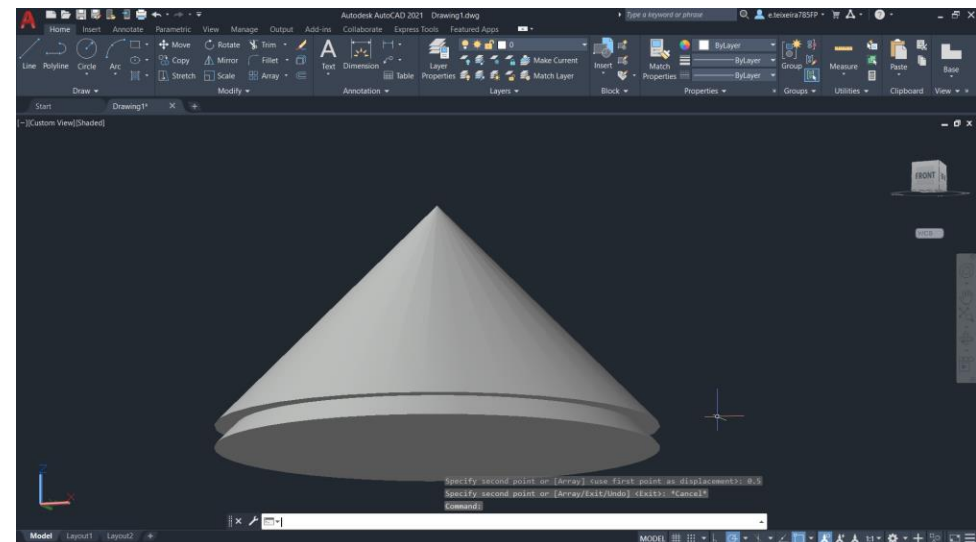 A Autodesk AutoCAD 2021 Drawing1.dwg Type a keyword or phrase e.teixeira785FP
Home Insert Annotate Parametric View Manage Output Add-ins Collaborate Express Tools Featured Apps
Line Polyline Circle Arc
Move Rotate Trim
Copy Mirror Fillet
Stretch Scale Array
Text Dimension
Table
Layer Properties
0
Make Current
Match Layer
Insert
Match Properties
ByLayer
ByLayer
ByLayer
Group
Measure
Paste
Base
Draw Modify Annotation Layers Block Properties Groups Utilities Clipboard View
Start Drawing1* +
[−][Custom View][Shaded]
FRONT
WCS
Z
X
Specify second point or [Array] <use first point as displacement>: 0.5
Specify second point or [Array/Exit/Undo] <Exit>: *Cancel*
Command:
Model Layout1 Layout2 + MODEL 1:1